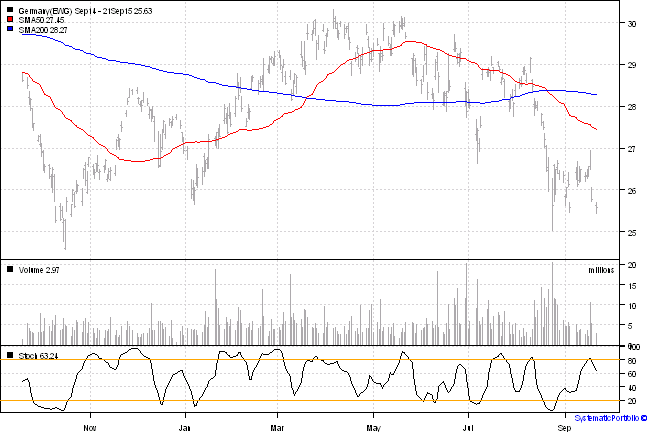 Germany(EWG) Sep14 - 21Sep15 25.63
SMA50 27.45
SMA200 28.27
30
29
28
27
26
25
Volume 2.97
millions
20
15
10
5
0
Stoch 63.24
100
80
60
40
20
Nov
Jan
Mar
May
Jul
Sep
SystematicPortfolio ©